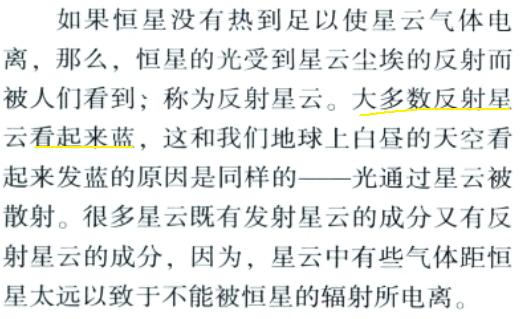 如果恒星没有热到足以使星云气体电
离，那么，恒星的光受到星云尘埃的反射而
被人们看到；称为反射星云。大多数反射星
云看起来蓝，这和我们地球上白昼的天空看
起来发蓝的原因是同样的——光通过星云被
散射。很多星云既有发射星云的成分又有反
射星云的成分，因为，星云中有些气体距恒
星太远以致于不能被恒星的辐射所电离。